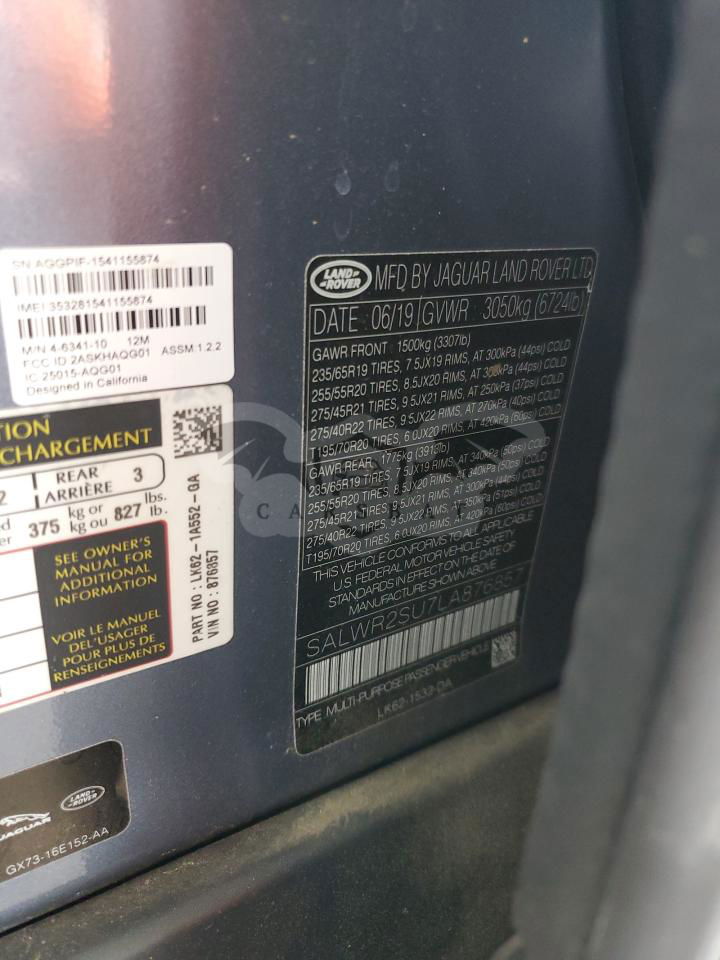 SN AGGPIF-1541155874
IMEI 353281541155874
M/N 4-6341-10 12M
FCC ID 2ASKHAQG01 ASSM.1.2.2
IC 25015-AQG01
Designed in California
TION
CHARGEMENT
2 REAR ARRIÈRE 3
375 kg or kg ou 827 lbs. lb.
SEE OWNER'S
MANUAL FOR
ADDITIONAL
INFORMATION
VOIR LE MANUEL
DE L'USAGER
POUR PLUS DE
RENSEIGNEMENTS
PART NO : LK62-1A552-GA
VIN NO : 876857
LAND ROVER
MFD BY JAGUAR LAND ROVER LTD
DATE : 06/19 GVWR : 3050kg (6724lb)
GAWR FRONT : 1500kg (3307lb)
235/65R19 TIRES, 7.5JX19 RIMS, AT 300kPa (44psi) COLD
255/55R20 TIRES, 8.5JX20 RIMS, AT 300kPa (44psi) COLD
275/45R21 TIRES, 9.5JX21 RIMS, AT 250kPa (37psi) COLD
275/40R22 TIRES, 9.5JX22 RIMS, AT 270kPa (40psi) COLD
T195/70R20 TIRES, 6.0JX20 RIMS, AT 420kPa (60psi) COLD
GAWR REAR : 1775kg (3913lb)
235/65R19 TIRES, 7.5JX19 RIMS, AT 340kPa (50psi) COLD
255/55R20 TIRES, 8.5JX20 RIMS, AT 340kPa (50psi) COLD
275/45R21 TIRES, 9.5JX21 RIMS, AT 300kPa (44psi) COLD
275/40R22 TIRES, 9.5JX22 RIMS, AT 350kPa (51psi) COLD
T195/70R20 TIRES, 6.0JX20 RIMS, AT 420kPa (60psi) COLD
THIS VEHICLE CONFORMS TO ALL APPLICABLE
U.S. FEDERAL MOTOR VEHICLE SAFETY
STANDARDS IN EFFECT ON THE DATE OF
MANUFACTURE SHOWN ABOVE
SALWR2SU7LA876857
TYPE : MULTI-PURPOSE PASSENGER VEHICLE
LK62-1532-DA
JAGUAR
LAND ROVER
GX73-16E152-AA